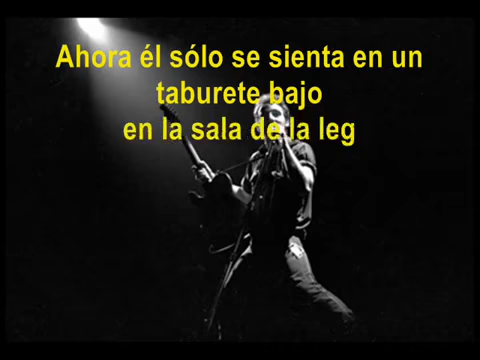 Ahora él sólo se sienta en un
taburete bajo
en la sala de la leg